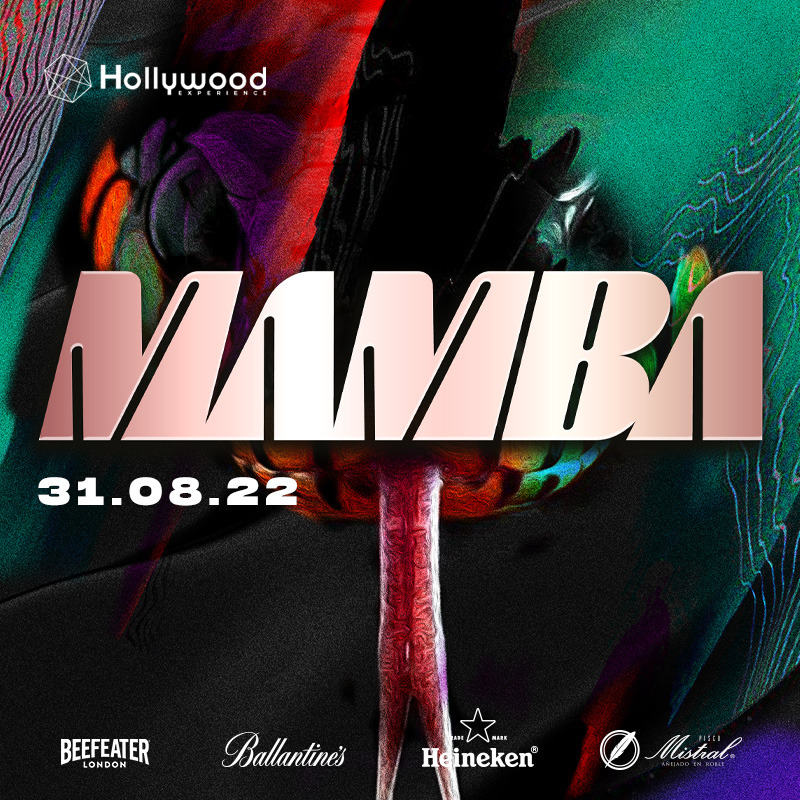 Hollywood
EXPERIENCE
MAMBA
31.08.22
BEEFEATER
LONDON
Ballantine's
TRADE MARK
Heineken®
PISCO
Mistral®
AÑEJADO EN ROBLE